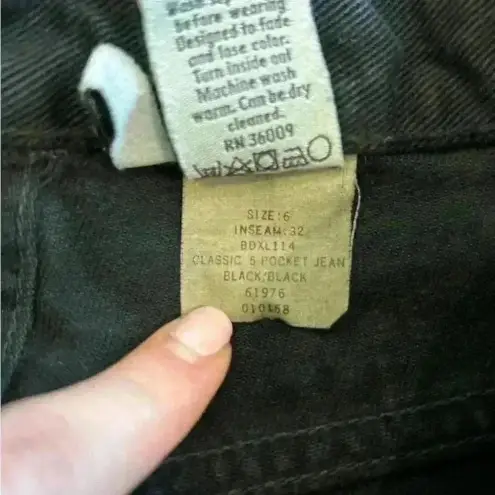 before wearing
Designed to fade
and lose color.
Turn inside out
Machine wash
warm. Can be dry
cleaned.
RN 36009
SIZE:6
INSEAM:32
BDXL114
CLASSIC 5 POCKET JEAN
BLACK/BLACK
61976
010168